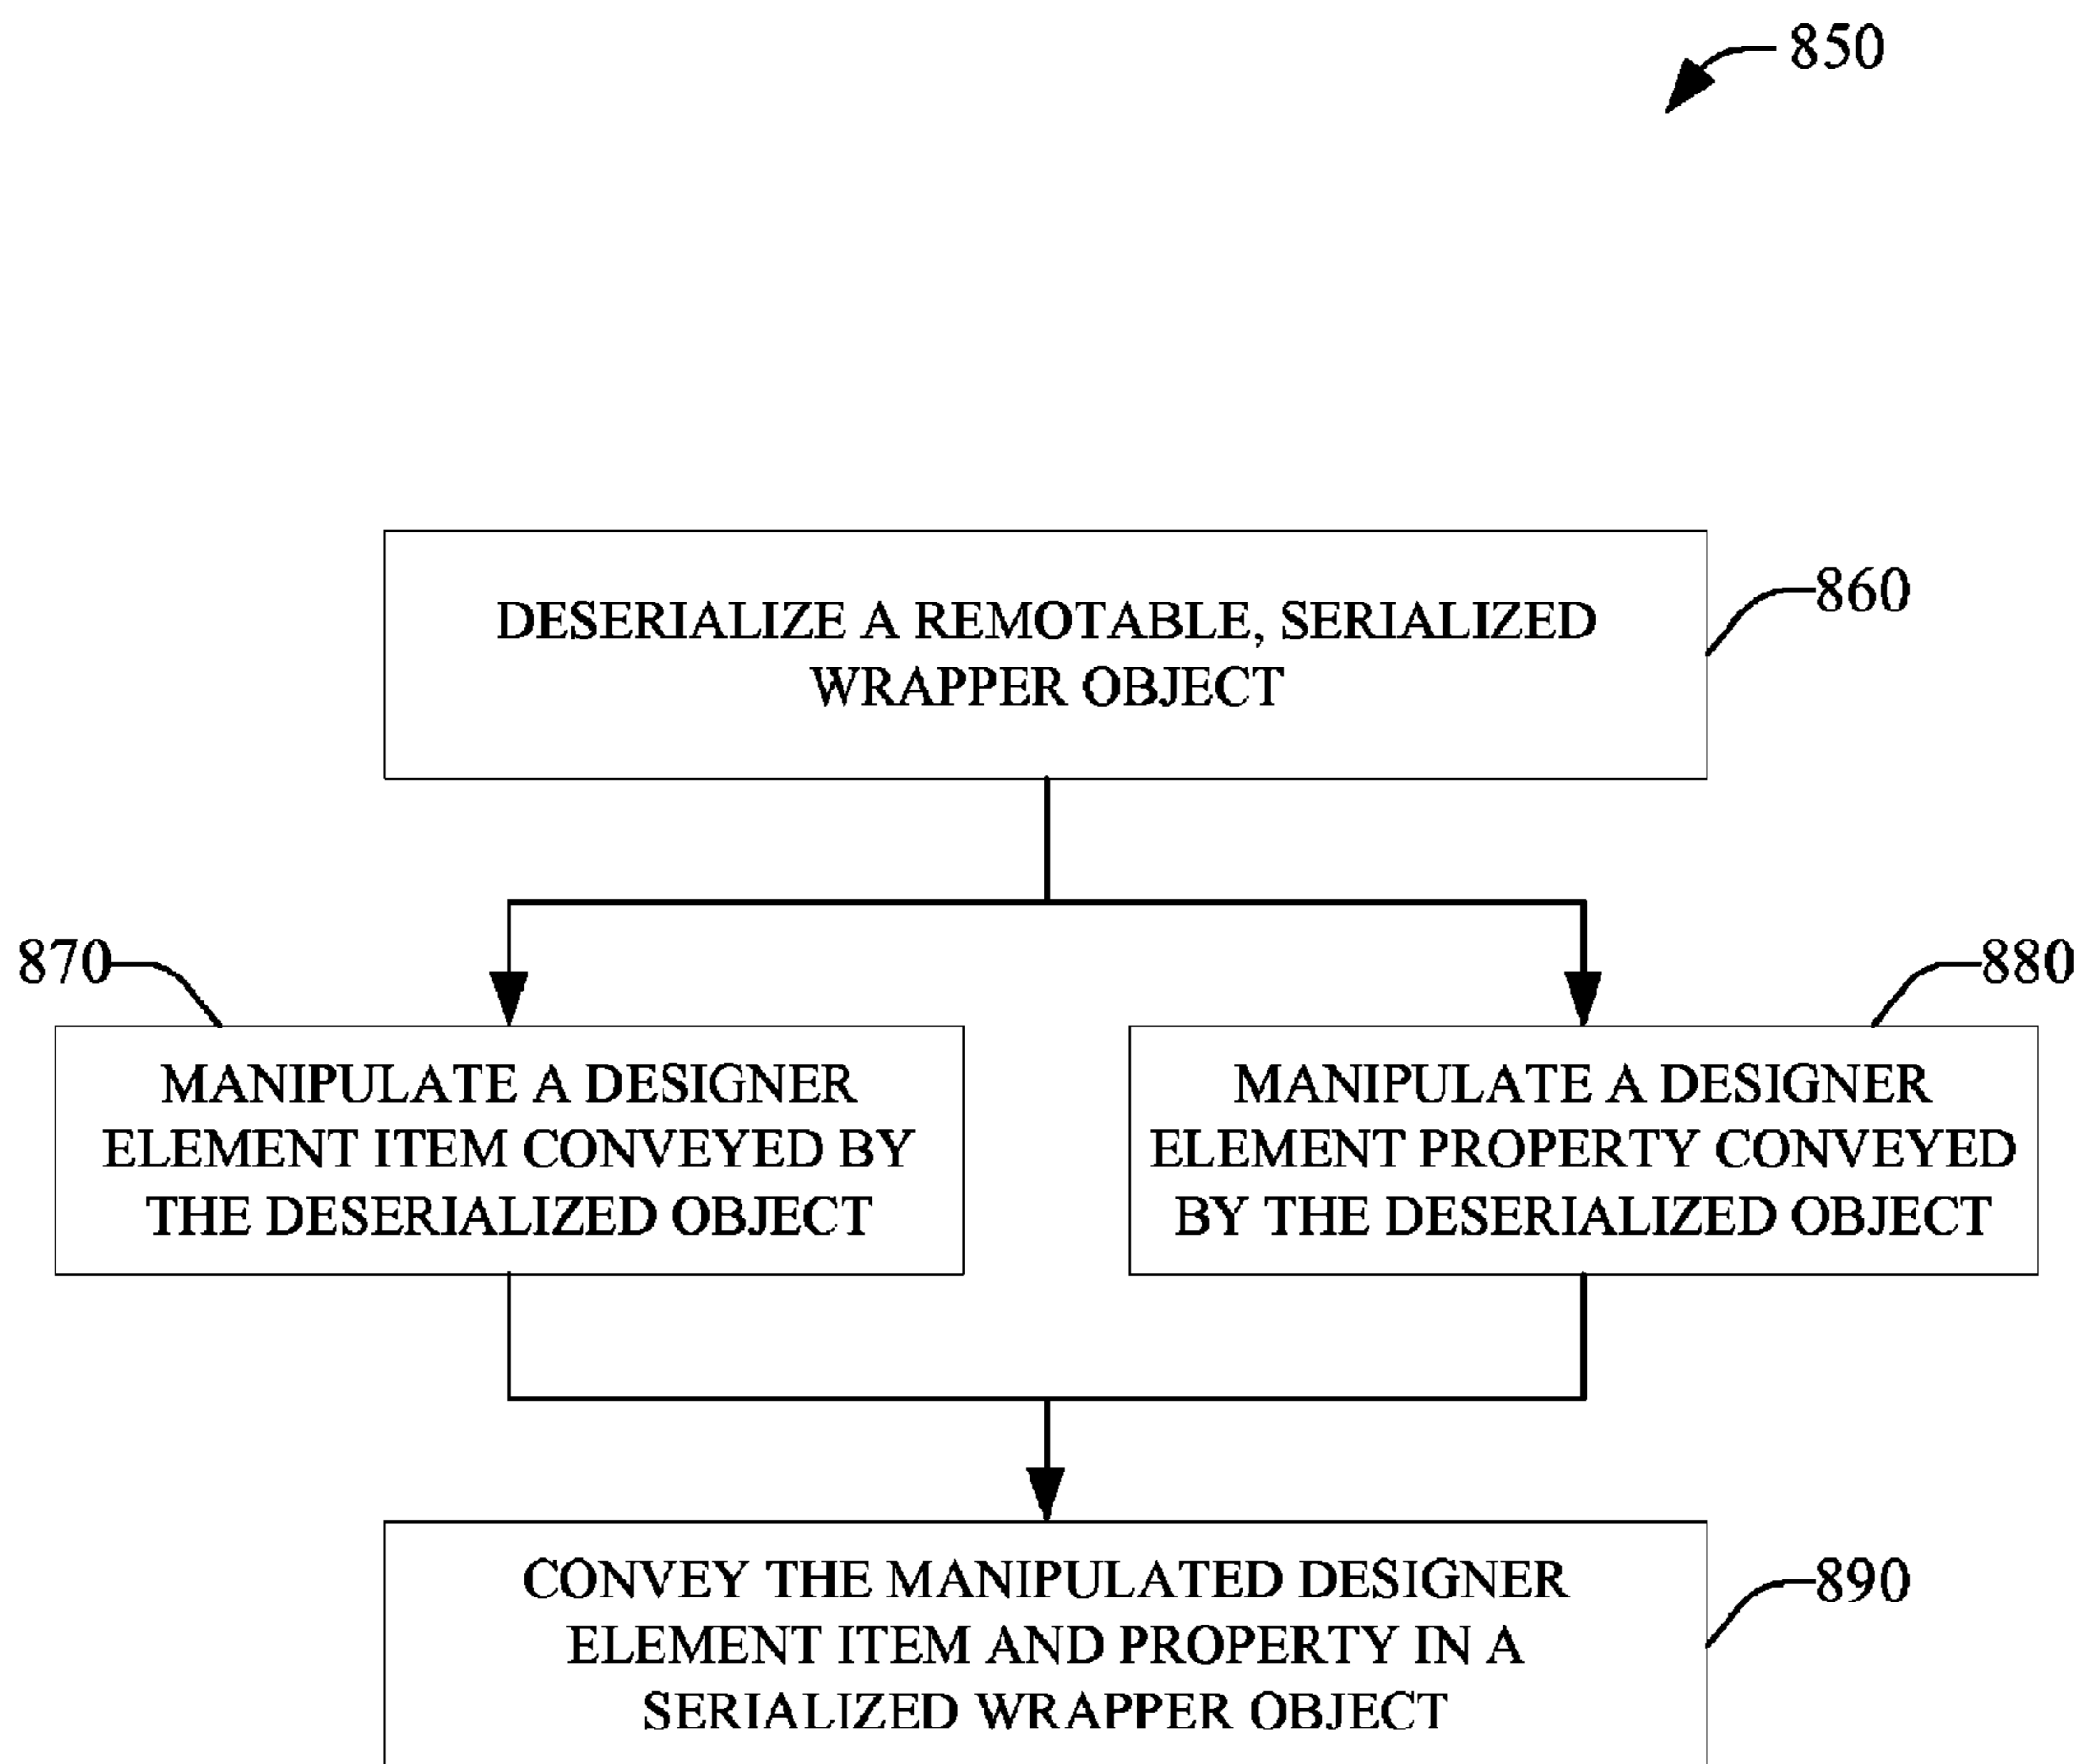 850
DESERIALIZE A REMOTABLE, SERIALIZED
WRAPPER OBJECT
860
870
MANIPULATE A DESIGNER
ELEMENT ITEM CONVEYED BY
THE DESERIALIZED OBJECT
880
MANIPULATE A DESIGNER
ELEMENT PROPERTY CONVEYED
BY THE DESERIALIZED OBJECT
CONVEY THE MANIPULATED DESIGNER
ELEMENT ITEM AND PROPERTY IN A
SERIALIZED WRAPPER OBJECT
890